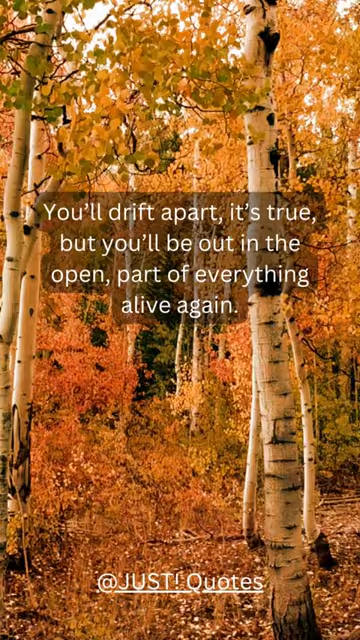 You’ll drift apart, it’s true,
but you’ll be out in the
open, part of everything
alive again.
@JUST! Quotes